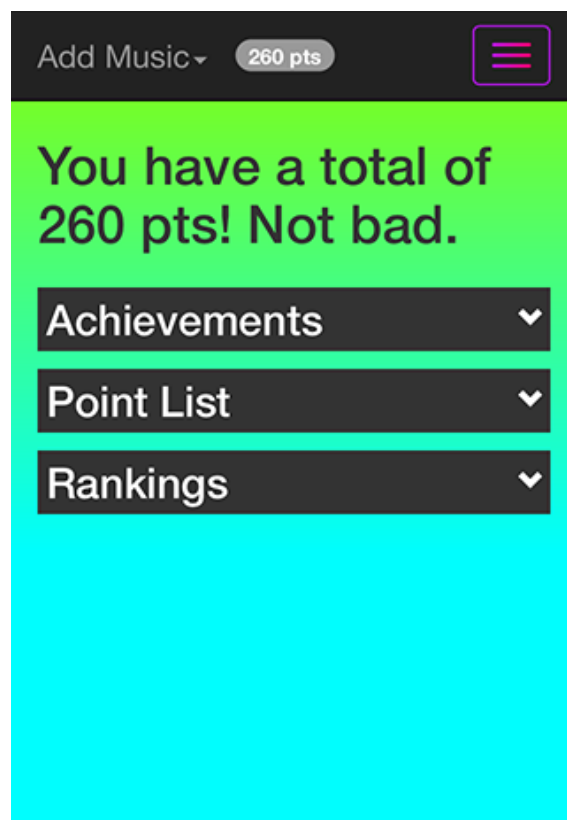 Add Music 260 pts
You have a total of
260 pts! Not bad.
Achievements
Point List
Rankings